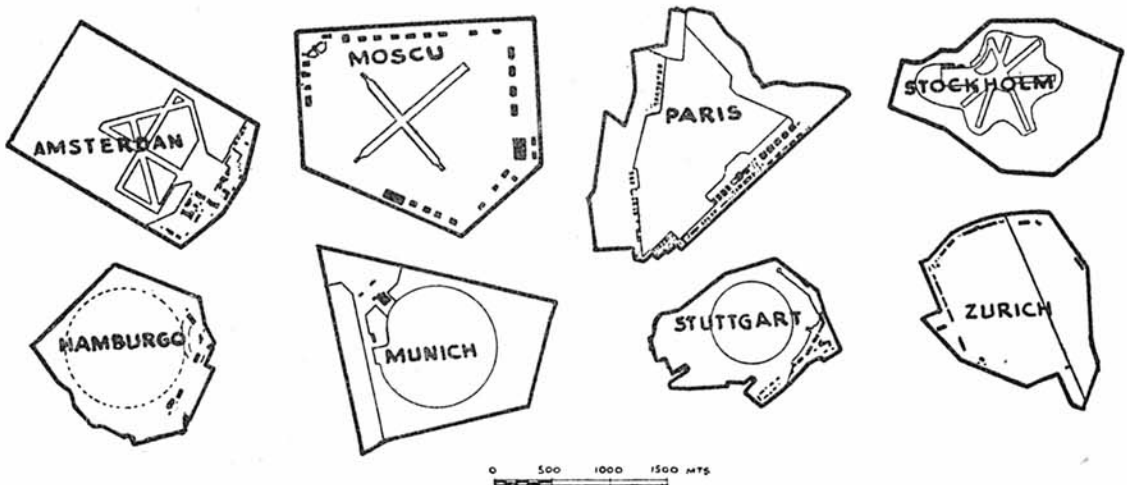 AMSTERDAN
MOSCU
PARIS
STOCKHOLM
HAMBURGO
MUNICH
STUTTGART
ZURICH
0 500 1000 1500 MTS